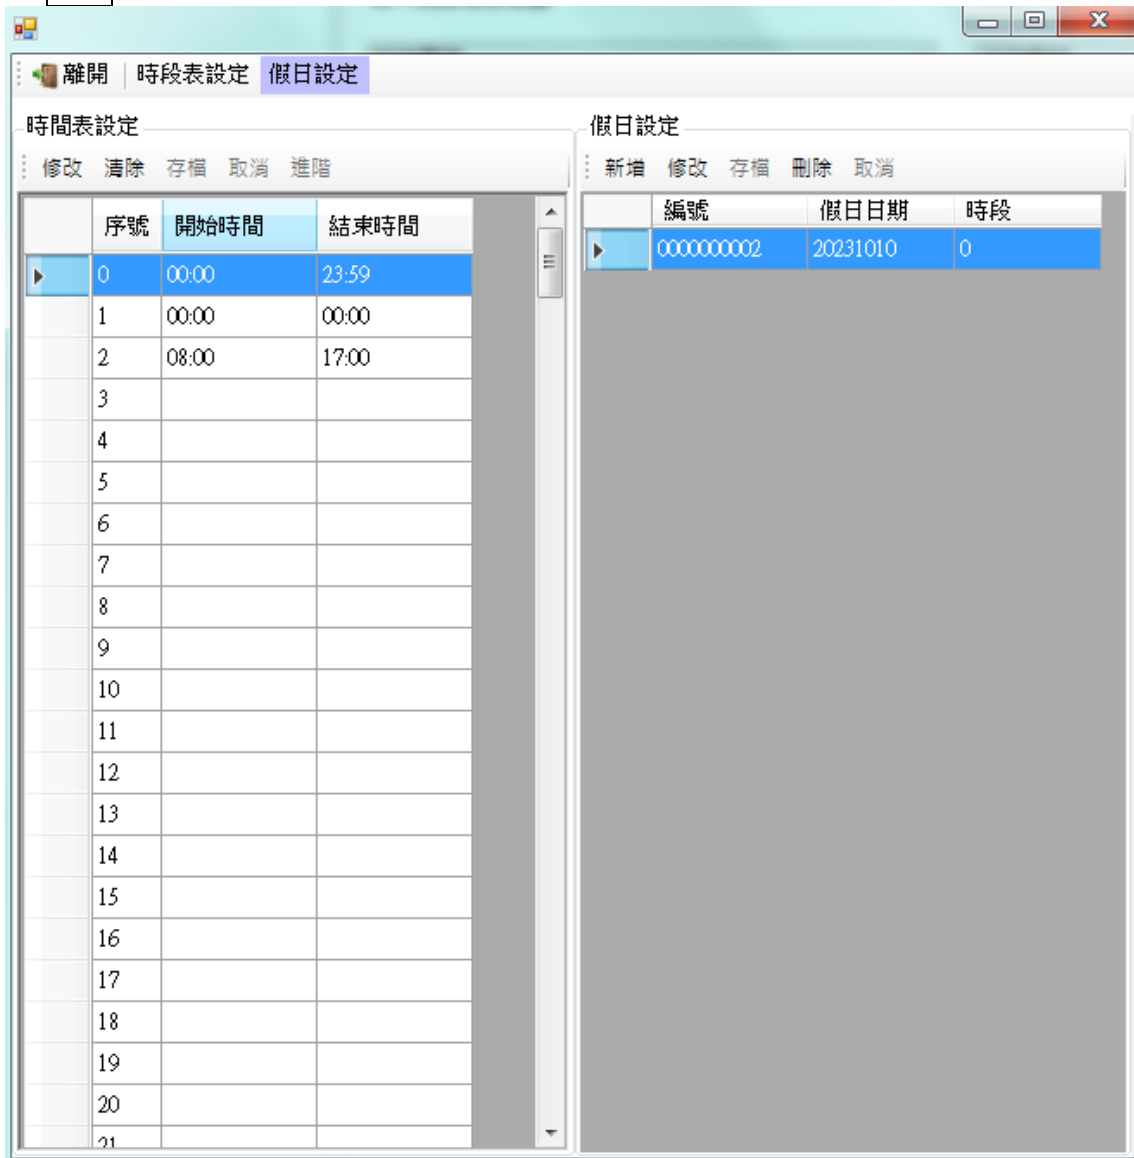 離開 時段表設定 假日設定
時間表設定
修改 清除 存檔 取消 進階
序號 開始時間 結束時間
0 00:00 23:59
1 00:00 00:00
2 08:00 17:00
3
4
5
6
7
8
9
10
11
12
13
14
15
16
17
18
19
20
21
假日設定
新增 修改 存檔 刪除 取消
編號 假日日期 時段
0000000002 20231010 0